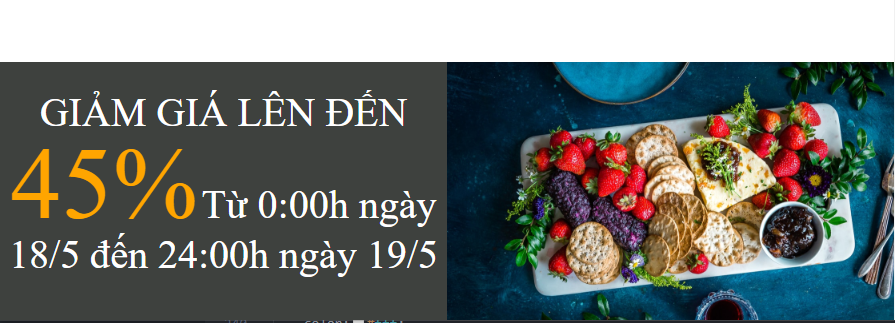 GIẢM GIÁ LÊN ĐẾN
45% Từ 0:00h ngày
18/5 đến 24:00h ngày 19/5